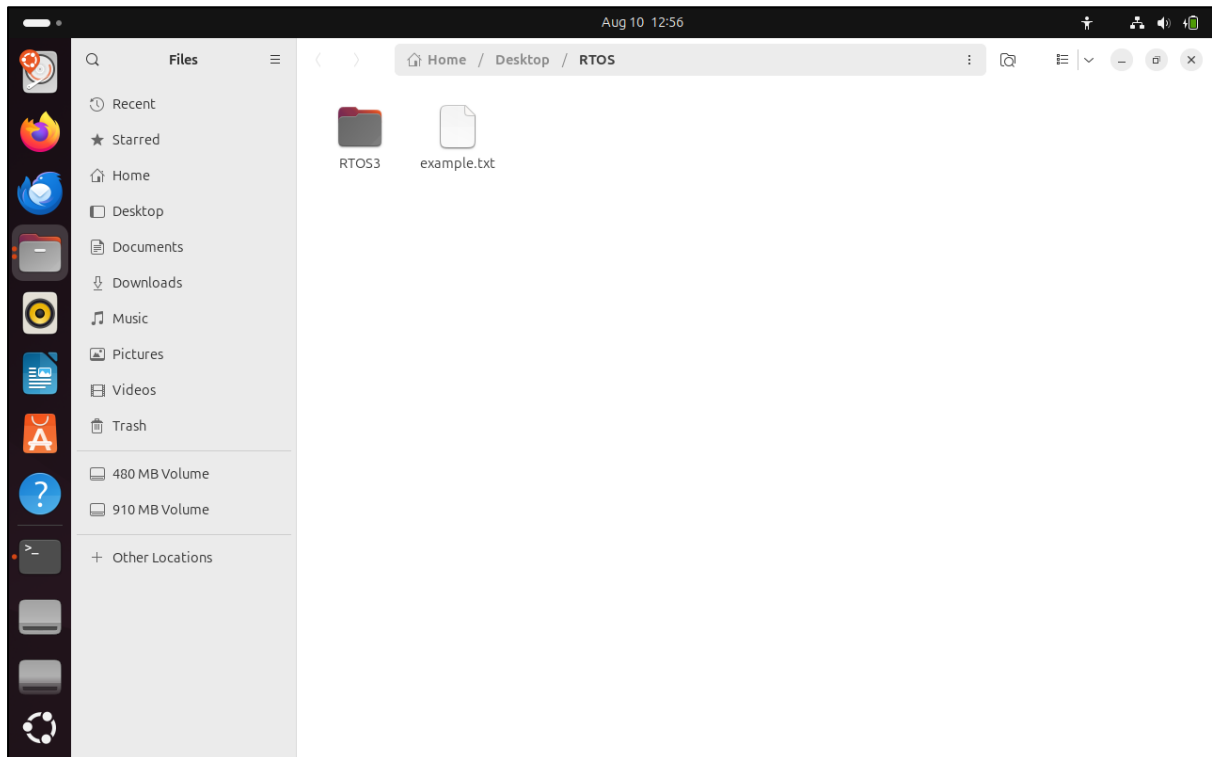 Aug 10 12:56
Files
Home / Desktop / RTOS
Recent
Starred
Home
Desktop
Documents
Downloads
Music
Pictures
Videos
Trash
480 MB Volume
910 MB Volume
+ Other Locations
RTOS3
example.txt